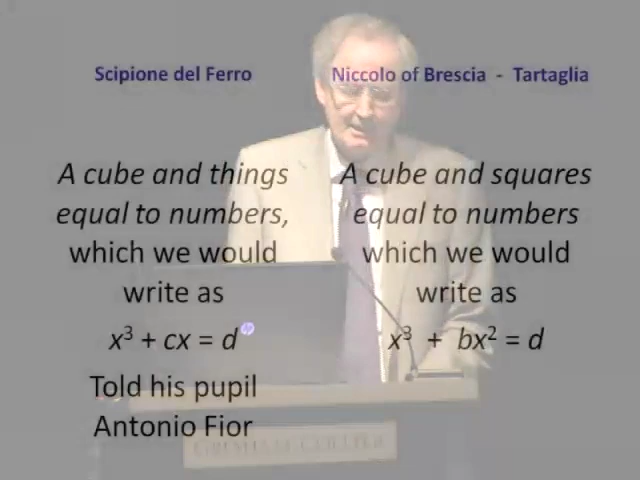 Scipione del Ferro
A cube and things
equal to numbers,
which we would
write as
x³ + cx = d
Told his pupil
Antonio Fior
Niccolo of Brescia - Tartaglia
A cube and squares
equal to numbers
which we would
write as
x³ + bx² = d
GRESHAM COLLEGE